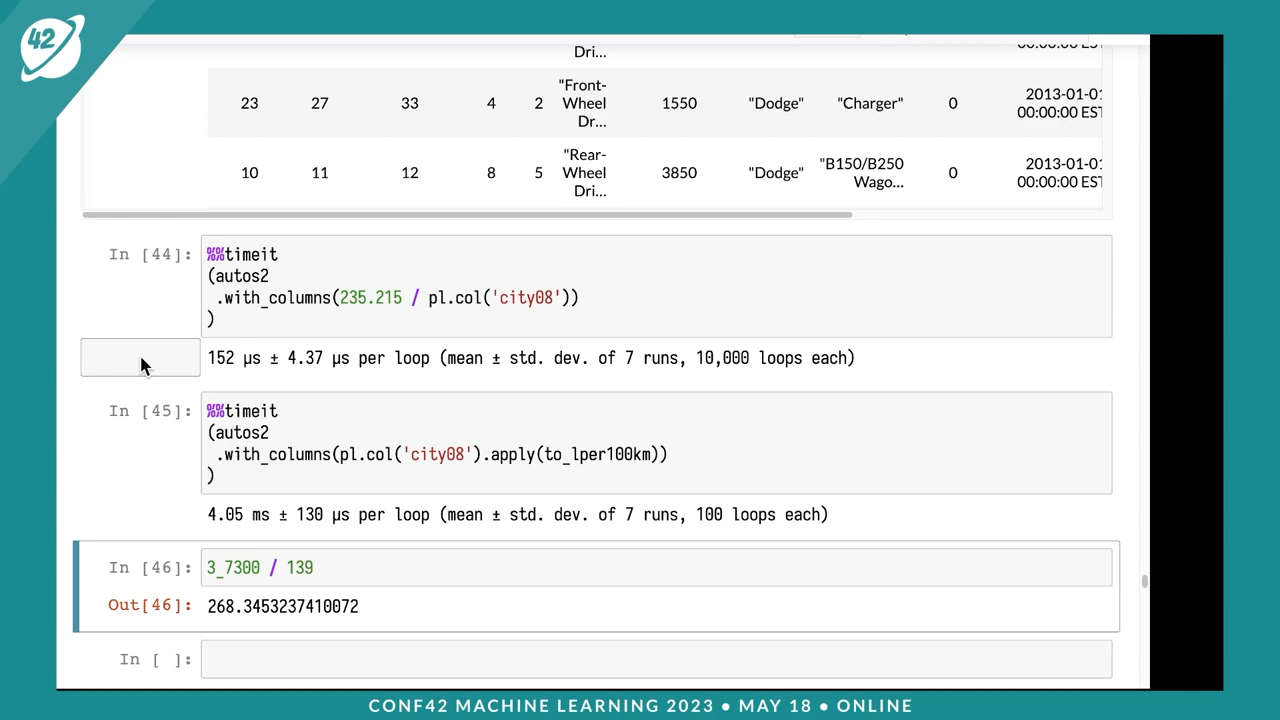 42
Dri...
"Front-
23 27 33 4 2 Wheel 1550 "Dodge" "Charger" 0 2013-01-01
Dr... 00:00:00 EST
"Rear-
10 11 12 8 5 Wheel 3850 "Dodge" "B150/B250 0 2013-01-01
Dri... Wago... 00:00:00 EST
In [44]: %%timeit
(autos2
.with_columns(235.215 / pl.col('city08'))
)
152 µs ± 4.37 µs per loop (mean ± std. dev. of 7 runs, 10,000 loops each)
In [45]: %%timeit
(autos2
.with_columns(pl.col('city08').apply(to_lper100km))
)
4.05 ms ± 130 µs per loop (mean ± std. dev. of 7 runs, 100 loops each)
In [46]: 3_7300 / 139
Out[46]: 268.3453237410072
In [ ]:
CONF42 MACHINE LEARNING 2023 • MAY 18 • ONLINE